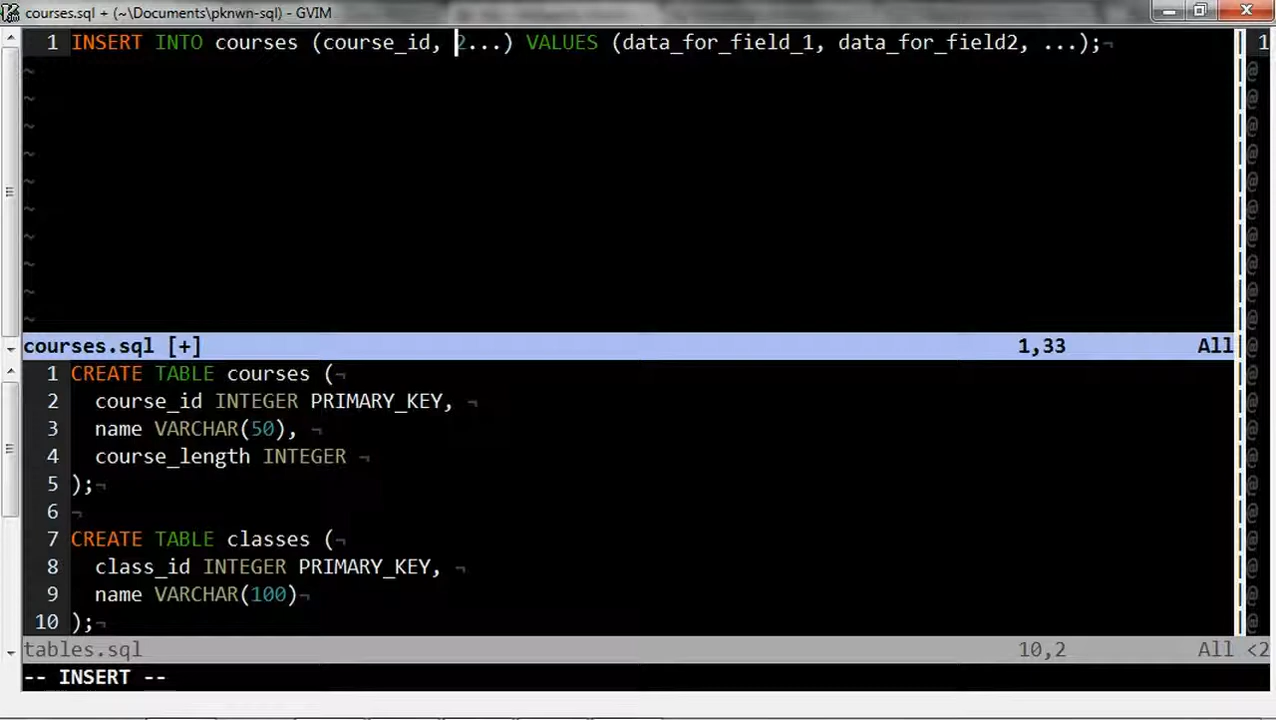 courses.sql + (~\Documents\pknwn-sql) - GVIM
1 INSERT INTO courses (course_id, 2...) VALUES (data_for_field_1, data_for_field2, ...);¬
1
~
~
~
~
~
~
~
~
~
~
@
@
@
@
@
@
@
@
@
@
courses.sql [+] 1,33 All
1 CREATE TABLE courses (¬
2 course_id INTEGER PRIMARY_KEY, ¬
3 name VARCHAR(50), ¬
4 course_length INTEGER ¬
5 );¬
6 ¬
7 CREATE TABLE classes (¬
8 class_id INTEGER PRIMARY_KEY, ¬
9 name VARCHAR(100)¬
10 );¬
@
@
@
@
@
@
@
@
@
@
@
tables.sql 10,2 All <2
-- INSERT --